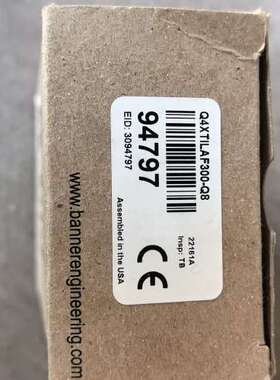 Q4XTILAF300-Q8
94797
EID: 3094797
22161A
Insp: TB
Assembled in the USA
CE
www.bannerengineering.com